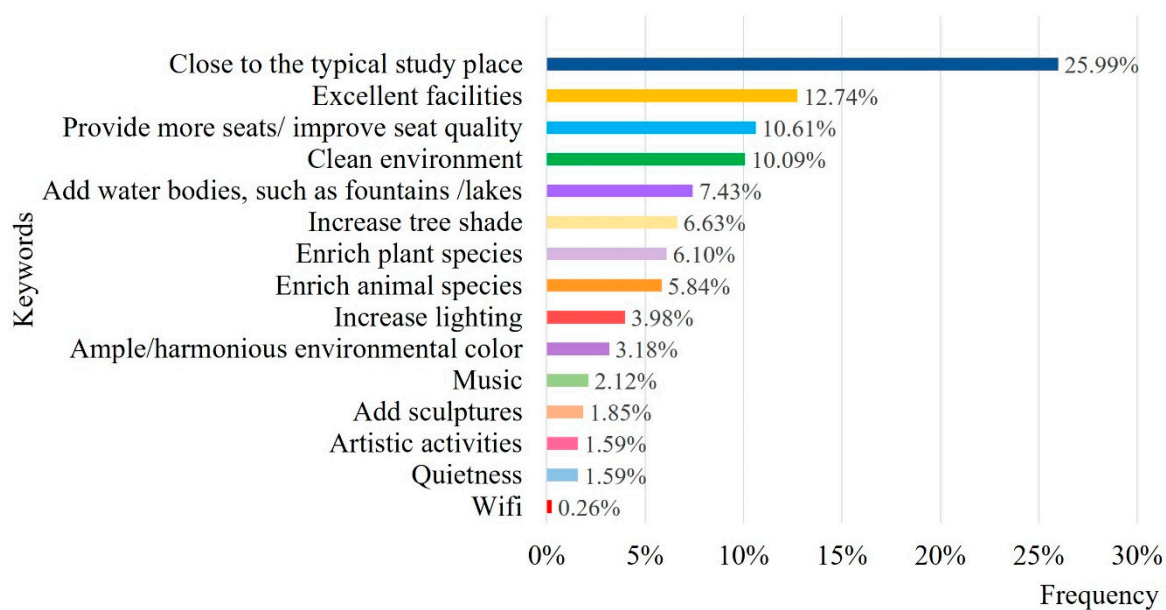 Keywords
Close to the typical study place 25.99%
Excellent facilities 12.74%
Provide more seats/ improve seat quality 10.61%
Clean environment 10.09%
Add water bodies, such as fountains /lakes 7.43%
Increase tree shade 6.63%
Enrich plant species 6.10%
Enrich animal species 5.84%
Increase lighting 3.98%
Ample/harmonious environmental color 3.18%
Music 2.12%
Add sculptures 1.85%
Artistic activities 1.59%
Quietness 1.59%
Wifi 0.26%
0% 5% 10% 15% 20% 25% 30%
Frequency